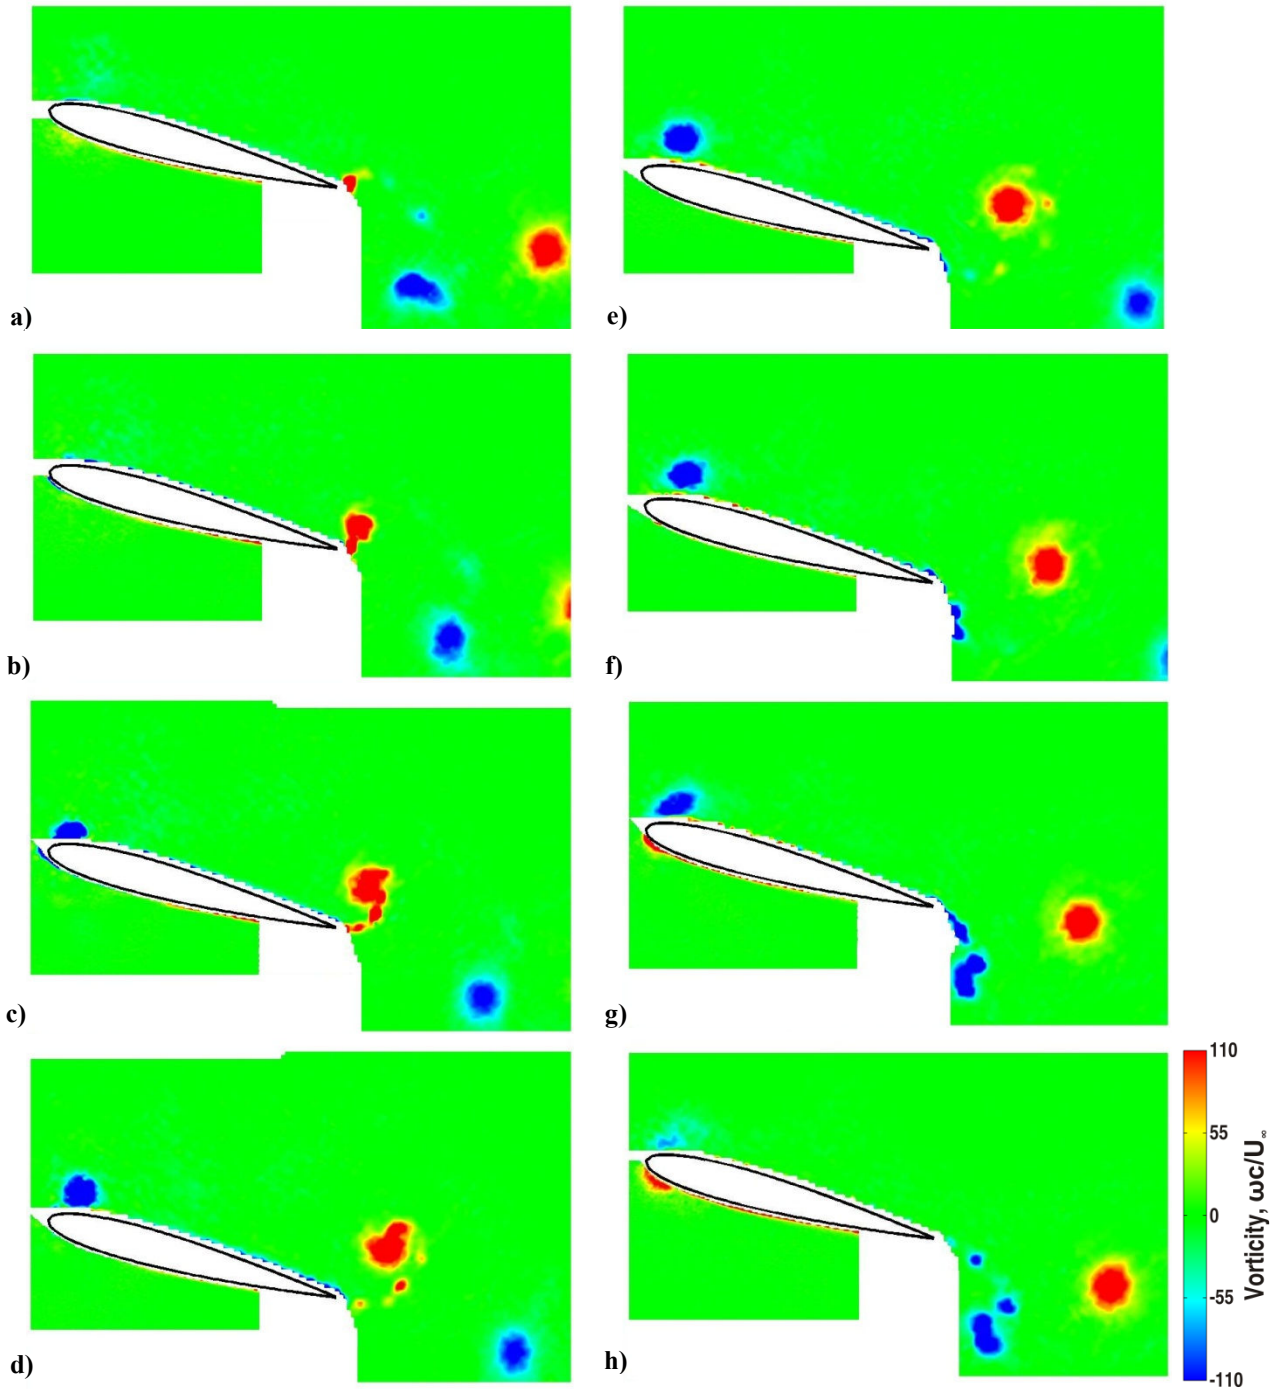 a)
e)
b)
f)
c)
g)
d)
h)
110
55
0
-55
-110
Vorticity, ωc/U∞